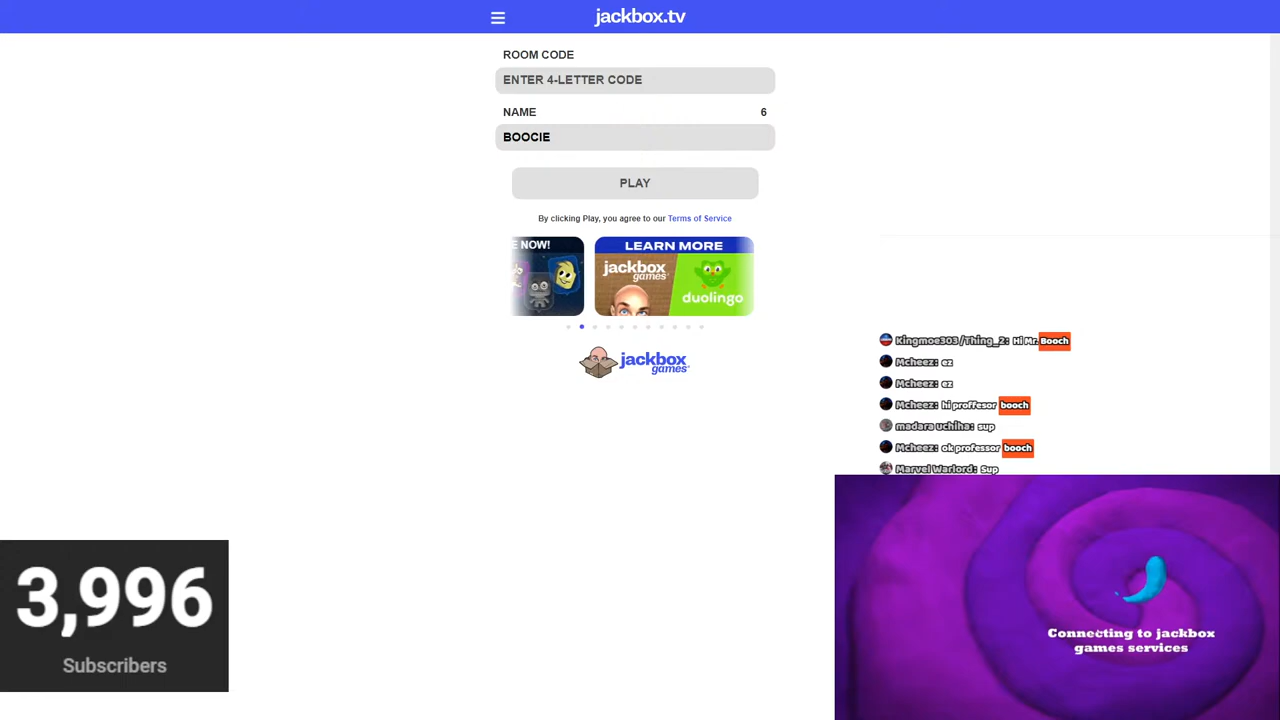 jackbox.tv
ROOM CODE
ENTER 4-LETTER CODE
NAME 6
BOOCIE
PLAY
By clicking Play, you agree to our Terms of Service
E NOW!
LEARN MORE
jackbox
games
duolingo
jackbox
games
Kingmoe303/Thing_2: Hi Mr. Booch
Mcheez: ez
Mcheez: ez
Mcheez: hi proffesor booch
madara uchiha: sup
Mcheez: ok professor booch
Marvel Warlord: Sup
3,996
Subscribers
Connecting to jackbox
games services